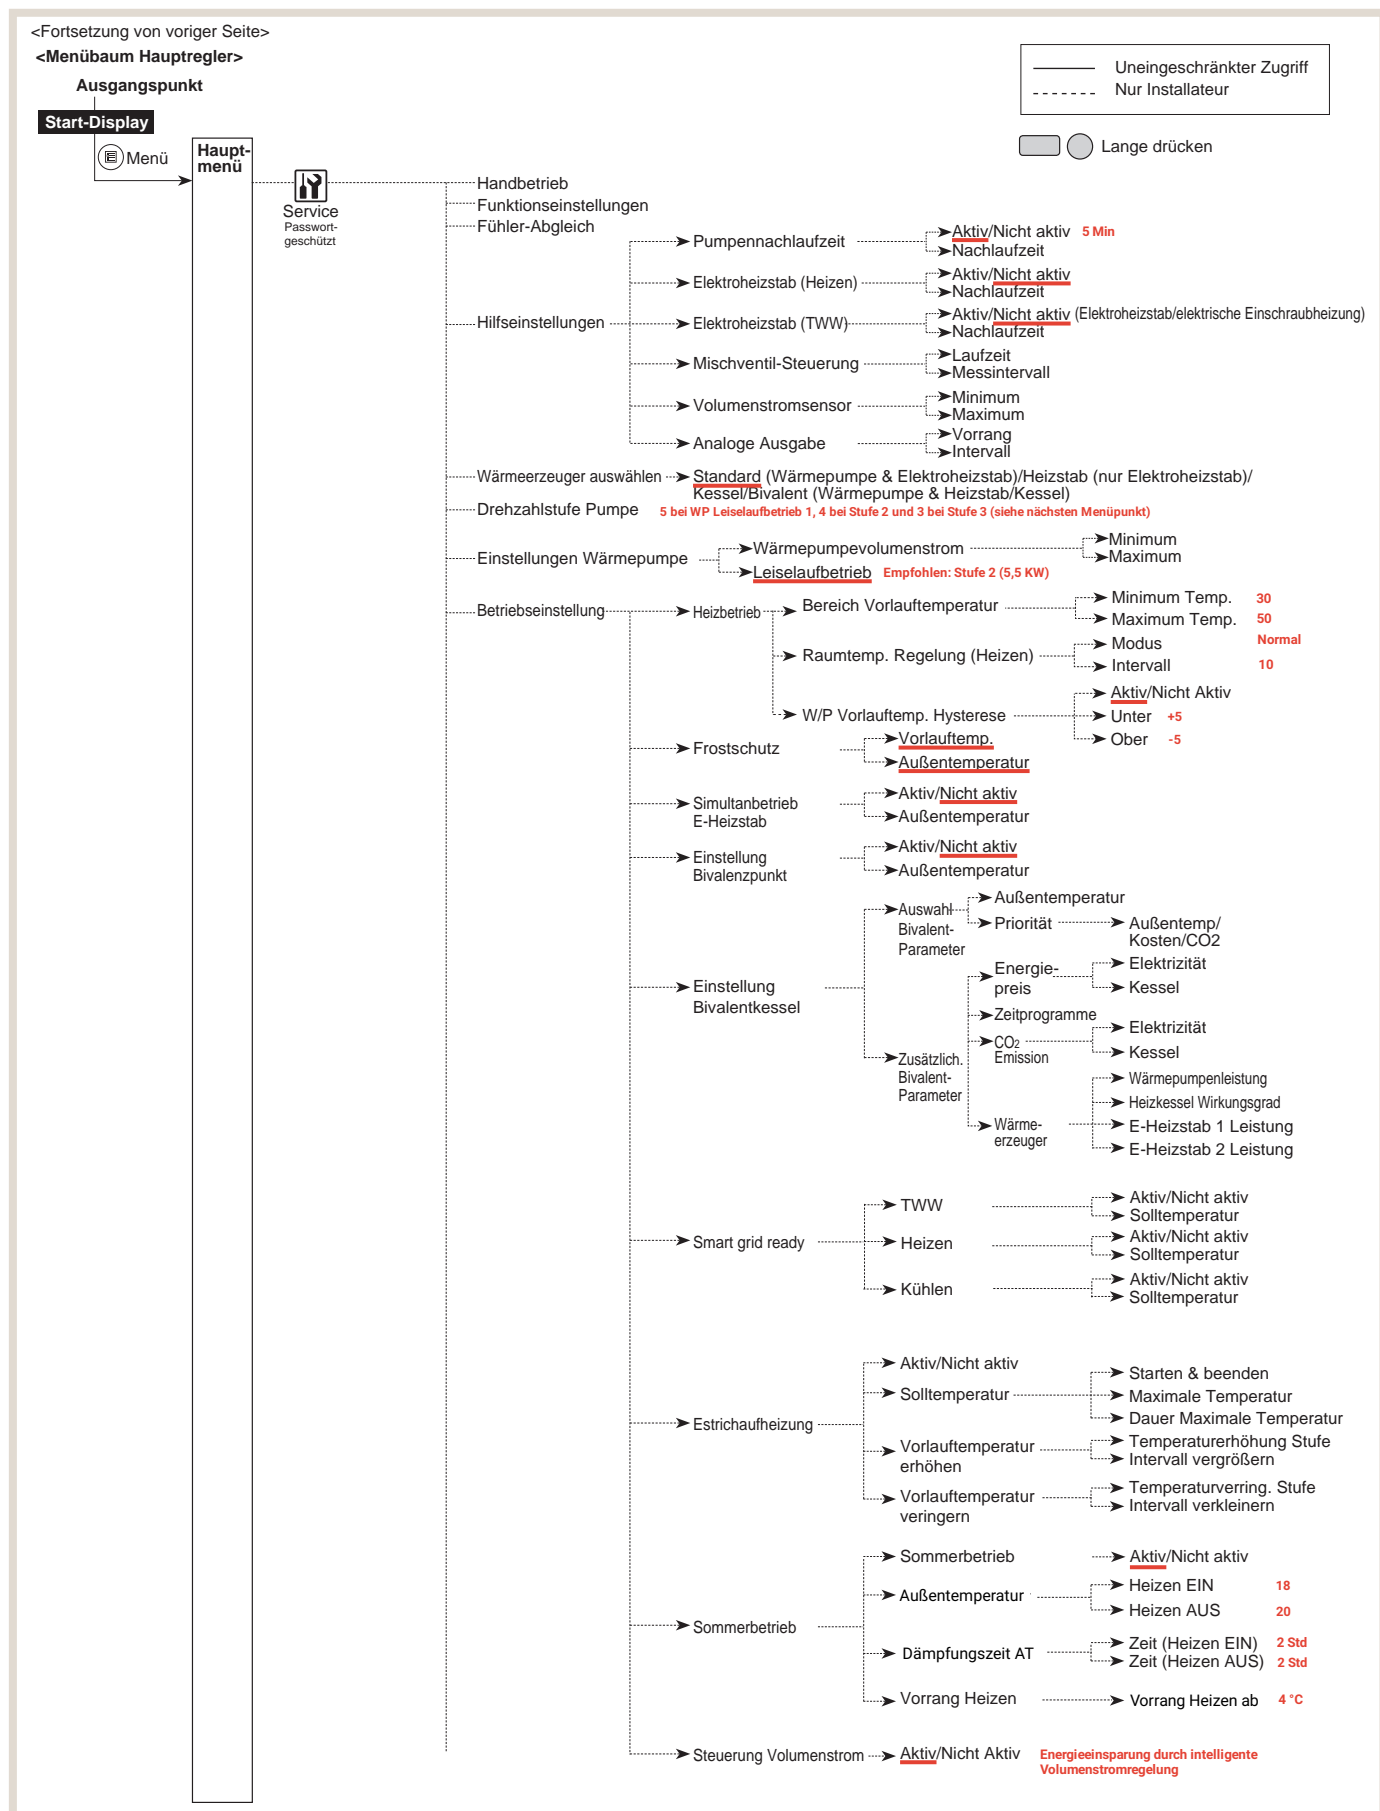 <Fortsetzung von voriger Seite>
<Menübaum Hauptregler>
Ausgangspunkt
Uneingeschränkter Zugriff
Nur Installateur
Start-Display
Menü
Lange drücken
Haupt-
menü
Service
Passwort-
geschützt
Handbetrieb
Funktionseinstellungen
Fühler-Abgleich
Pumpennachlaufzeit
Aktiv/Nicht aktiv 5 Min
Nachlaufzeit
Elektroheizstab (Heizen)
Aktiv/Nicht aktiv
Nachlaufzeit
Hilfseinstellungen
Elektroheizstab (TWW)
Aktiv/Nicht aktiv (Elektroheizstab/elektrische Einschraubheizung)
Nachlaufzeit
Mischventil-Steuerung
Laufzeit
Messintervall
Volumenstromsensor
Minimum
Maximum
Analoge Ausgabe
Vorrang
Intervall
Wärmeerzeuger auswählen
Standard (Wärmepumpe & Elektroheizstab)/Heizstab (nur Elektroheizstab)/
Kessel/Bivalent (Wärmepumpe & Heizstab/Kessel)
Drehzahlstufe Pumpe 5 bei WP Leiselaufbetrieb 1, 4 bei Stufe 2 und 3 bei Stufe 3 (siehe nächsten Menüpunkt)
Einstellungen Wärmepumpe
Wärmepumpevolumenstrom
Minimum
Maximum
Leiselaufbetrieb Empfohlen: Stufe 2 (5,5 KW)
Betriebseinstellung
Heizbetrieb
Bereich Vorlauftemperatur
Minimum Temp. 30
Maximum Temp. 50
Raumtemp. Regelung (Heizen)
Modus Normal
Intervall 10
W/P Vorlauftemp. Hysterese
Aktiv/Nicht Aktiv
Unter +5
Ober -5
Frostschutz
Vorlauftemp.
Außentemperatur
Simultanbetrieb
E-Heizstab
Aktiv/Nicht aktiv
Außentemperatur
Einstellung
Bivalenzpunkt
Aktiv/Nicht aktiv
Außentemperatur
Einstellung
Bivalentkessel
Auswahl
Bivalent-
Parameter
Außentemperatur
Priorität
Außentemp/
Kosten/CO2
Zusätzlich.
Bivalent-
Parameter
Energie-
preis
Elektrizität
Kessel
Zeitprogramme
CO2
Emission
Elektrizität
Kessel
Wärme-
erzeuger
Wärmepumpenleistung
Heizkessel Wirkungsgrad
E-Heizstab 1 Leistung
E-Heizstab 2 Leistung
Smart grid ready
TWW
Aktiv/Nicht aktiv
Solltemperatur
Heizen
Aktiv/Nicht aktiv
Solltemperatur
Kühlen
Aktiv/Nicht aktiv
Solltemperatur
Estrichaufheizung
Aktiv/Nicht aktiv
Solltemperatur
Starten & beenden
Maximale Temperatur
Dauer Maximale Temperatur
Vorlauftemperatur
erhöhen
Temperaturerhöhung Stufe
Intervall vergrößern
Vorlauftemperatur
veringern
Temperaturverring. Stufe
Intervall verkleinern
Sommerbetrieb
Sommerbetrieb
Aktiv/Nicht aktiv
Außentemperatur
Heizen EIN 18
Heizen AUS 20
Dämpfungszeit AT
Zeit (Heizen EIN) 2 Std
Zeit (Heizen AUS) 2 Std
Vorrang Heizen
Vorrang Heizen ab 4 °C
Steuerung Volumenstrom
Aktiv/Nicht Aktiv
Energieeinsparung durch intelligente
Volumenstromregelung